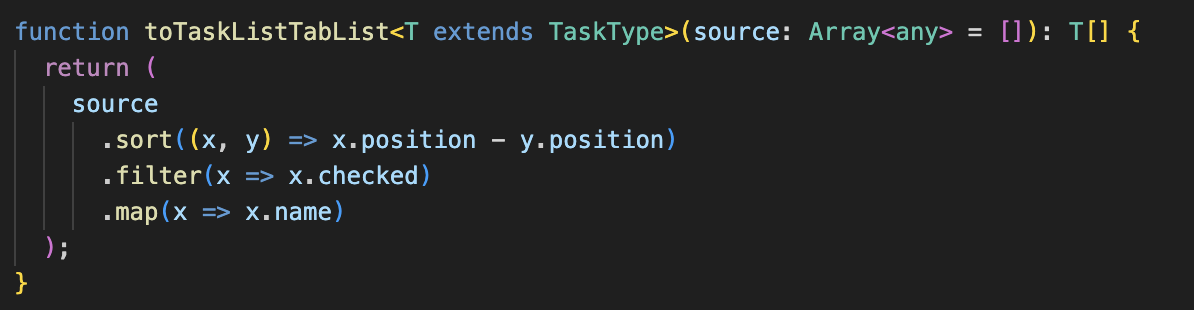 function toTaskListTabList<T extends TaskType>(source: Array<any> = []): T[] {
  return (
    source
      .sort((x, y) => x.position - y.position)
      .filter(x => x.checked)
      .map(x => x.name)
  );
}